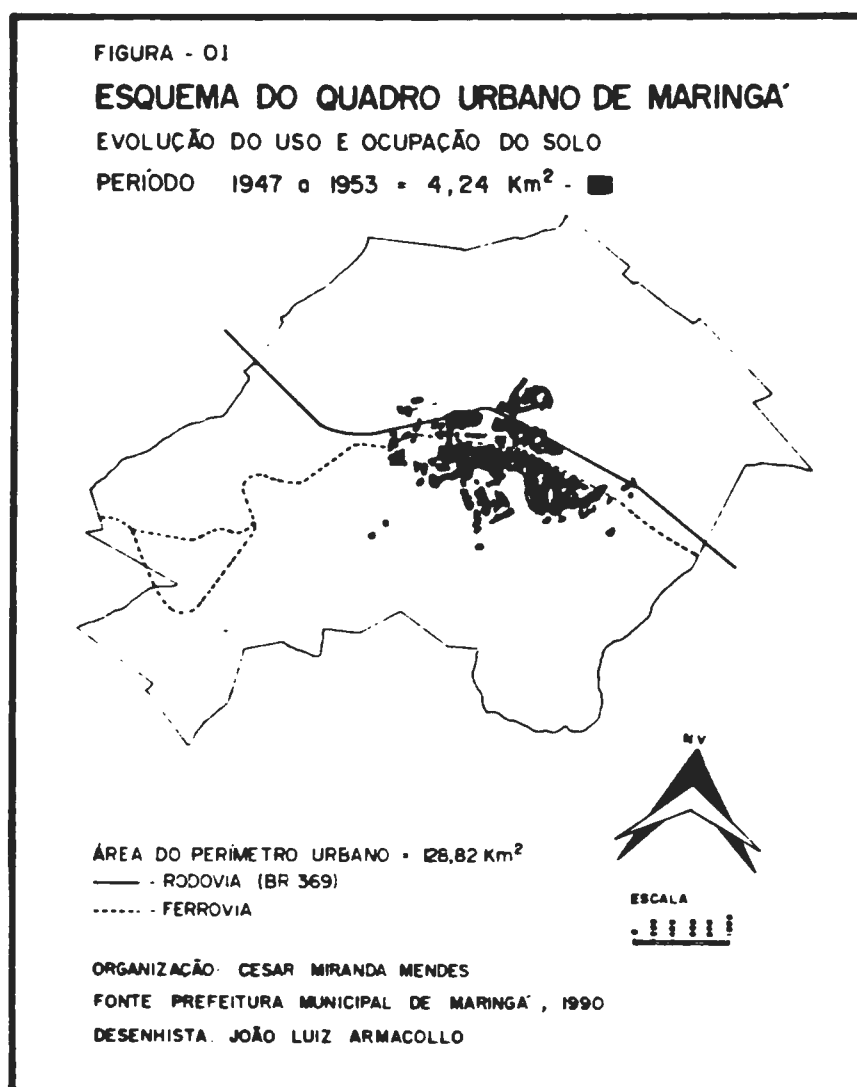 FIGURA - 01
ESQUEMA DO QUADRO URBANO DE MARINGÁ
EVOLUÇÃO DO USO E OCUPAÇÃO DO SOLO
PERÍODO 1947 a 1953 = 4,24 Km² -
NV
ÁREA DO PERÍMETRO URBANO = 128,82 Km²
- RODOVIA (BR 369)
- FERROVIA
ESCALA
ORGANIZAÇÃO: CESAR MIRANDA MENDES
FONTE PREFEITURA MUNICIPAL DE MARINGÁ, 1990
DESENHISTA. JOÃO LUIZ ARMACOLLO